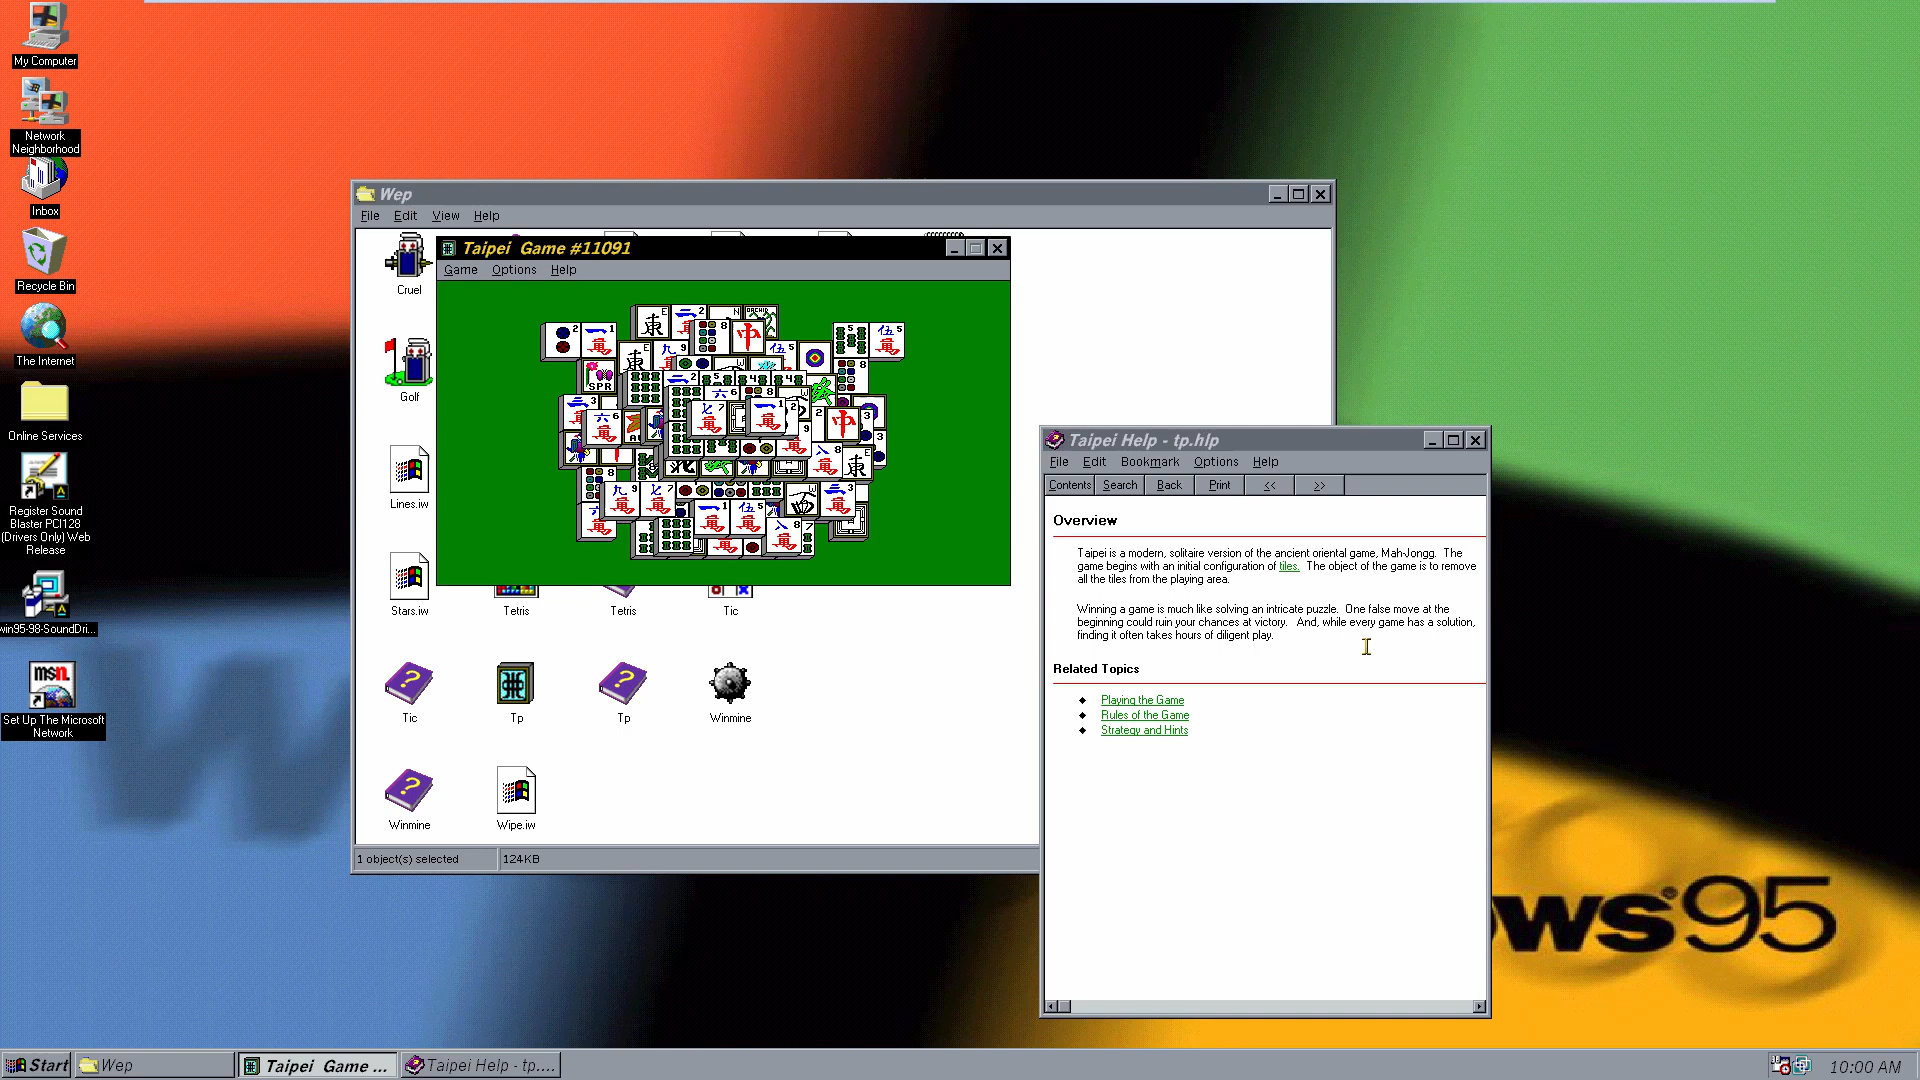 My Computer
Network
Neighborhood
Inbox
Recycle Bin
The Internet
Online Services
Register Sound
Blaster PCI128
(Drivers Only) Web
Release
win95-98-SoundDri...
msn.
Set Up The Microsoft
Network
Wep
File Edit View Help
Cruel
Golf
Lines.iw
Stars.iw
Tetris
Tetris
Tic
Tic
Tp
Tp
Winmine
Winmine
Wipe.iw
1 object(s) selected
124KB
Taipei Game #11091
Game Options Help
Taipei Help - tp.hlp
File Edit Bookmark Options Help
Contents Search Back Print << >>
Overview
Taipei is a modern, solitaire version of the ancient oriental game, Mah-Jongg. The
game begins with an initial configuration of tiles. The object of the game is to remove
all the tiles from the playing area.
Winning a game is much like solving an intricate puzzle. One false move at the
beginning could ruin your chances at victory. And, while every game has a solution,
finding it often takes hours of diligent play.
Related Topics
Playing the Game
Rules of the Game
Strategy and Hints
ows 95
Start
Wep
Taipei Game ...
Taipei Help - tp....
10:00 AM